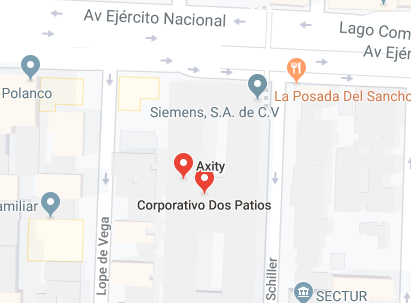 Av Ejército Nacional
Lago Com
Av Ejé
Polanco
La Posada Del Sancho
Siemens, S.A. de C.V
Axity
Corporativo Dos Patios
amiliar
Lope de Vega
Schiller
SECTUR